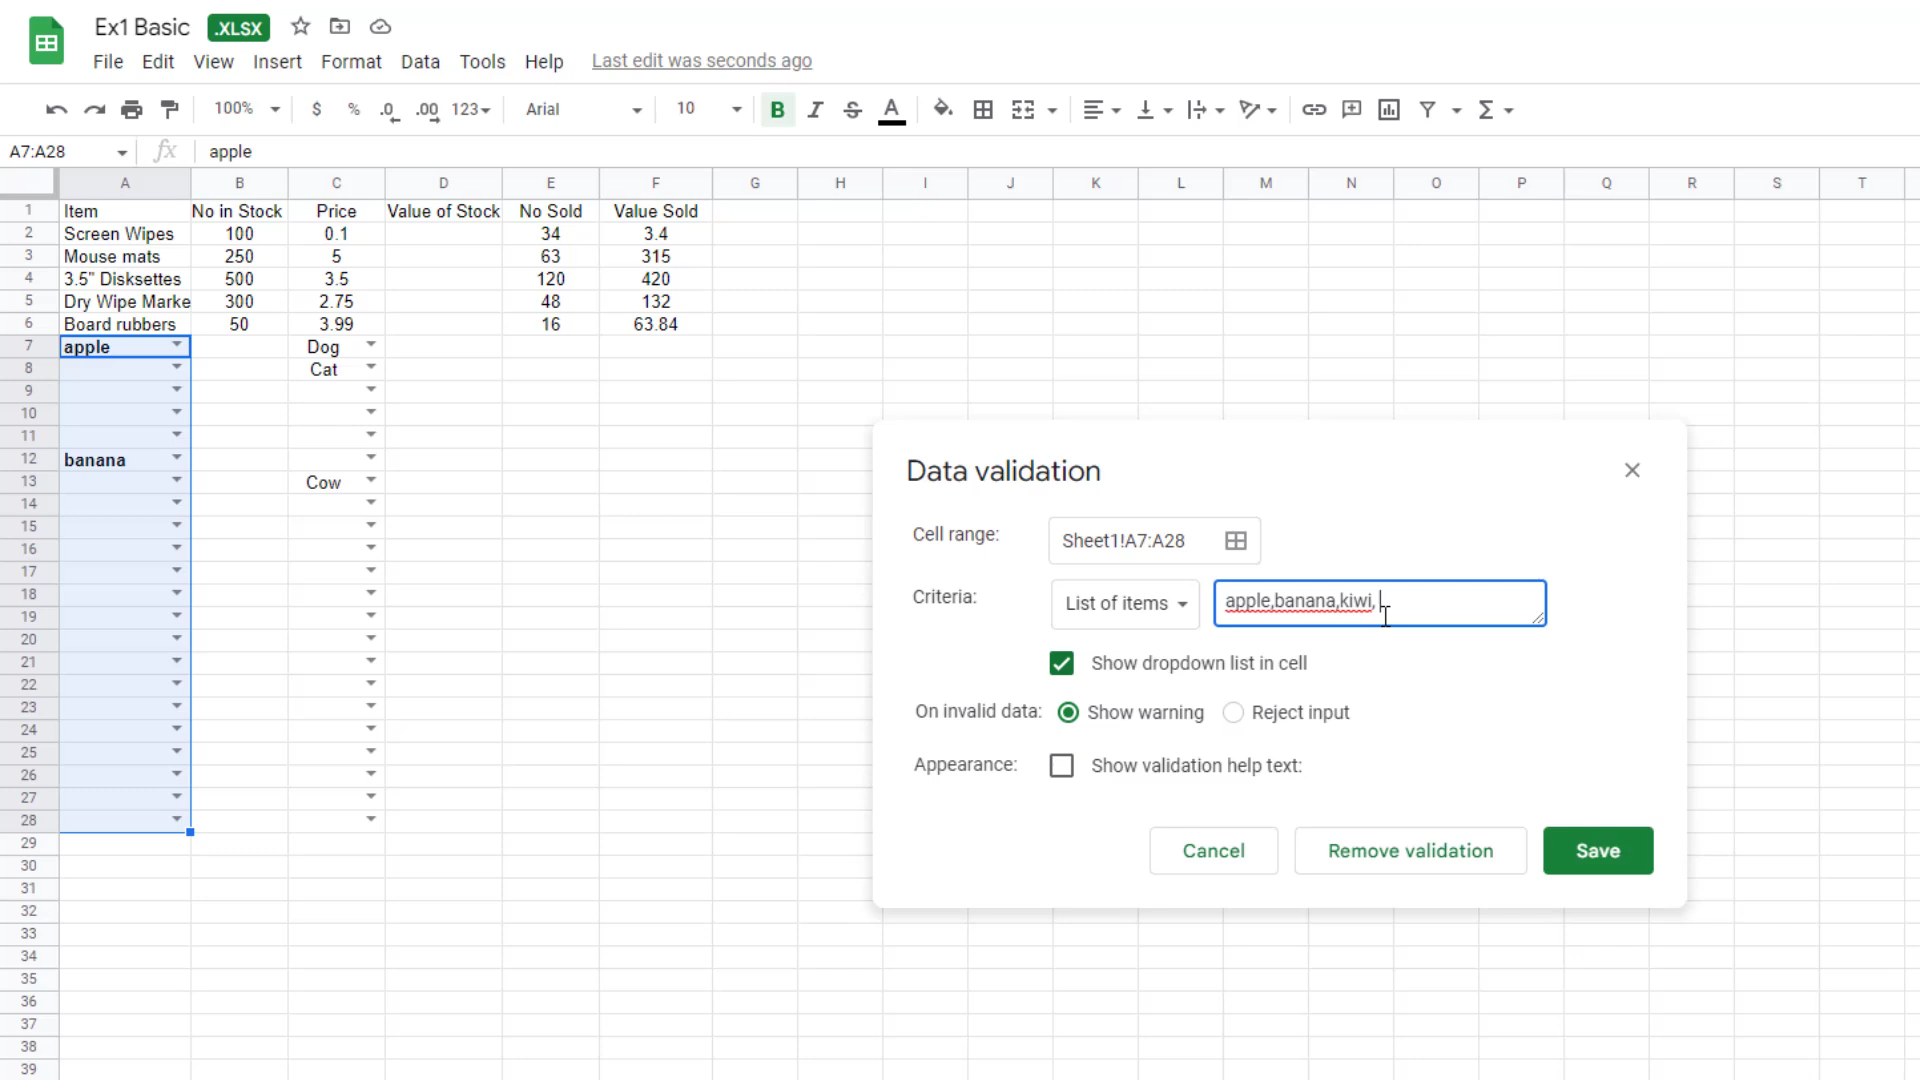 Ex1 Basic .XLSX
File Edit View Insert Format Data Tools Help Last edit was seconds ago
100% $ % .0 .00 123 Arial 10 B I S A
A7:A28 fx apple
A B C D E F G H I J K L M N O P Q R S T
1 Item No in Stock Price Value of Stock No Sold Value Sold
2 Screen Wipes 100 0.1 34 3.4
3 Mouse mats 250 5 63 315
4 3.5" Disksettes 500 3.5 120 420
5 Dry Wipe Marke 300 2.75 48 132
6 Board rubbers 50 3.99 16 63.84
7 apple Dog
8 Cat
9
10
11
12 banana
13 Cow
14
15
16
17
18
19
20
21
22
23
24
25
26
27
28
29
30
31
32
33
34
35
36
37
38
39
Data validation
Cell range: Sheet1!A7:A28
Criteria: List of items apple,banana,kiwi,
Show dropdown list in cell
On invalid data: Show warning Reject input
Appearance: Show validation help text:
Cancel Remove validation Save